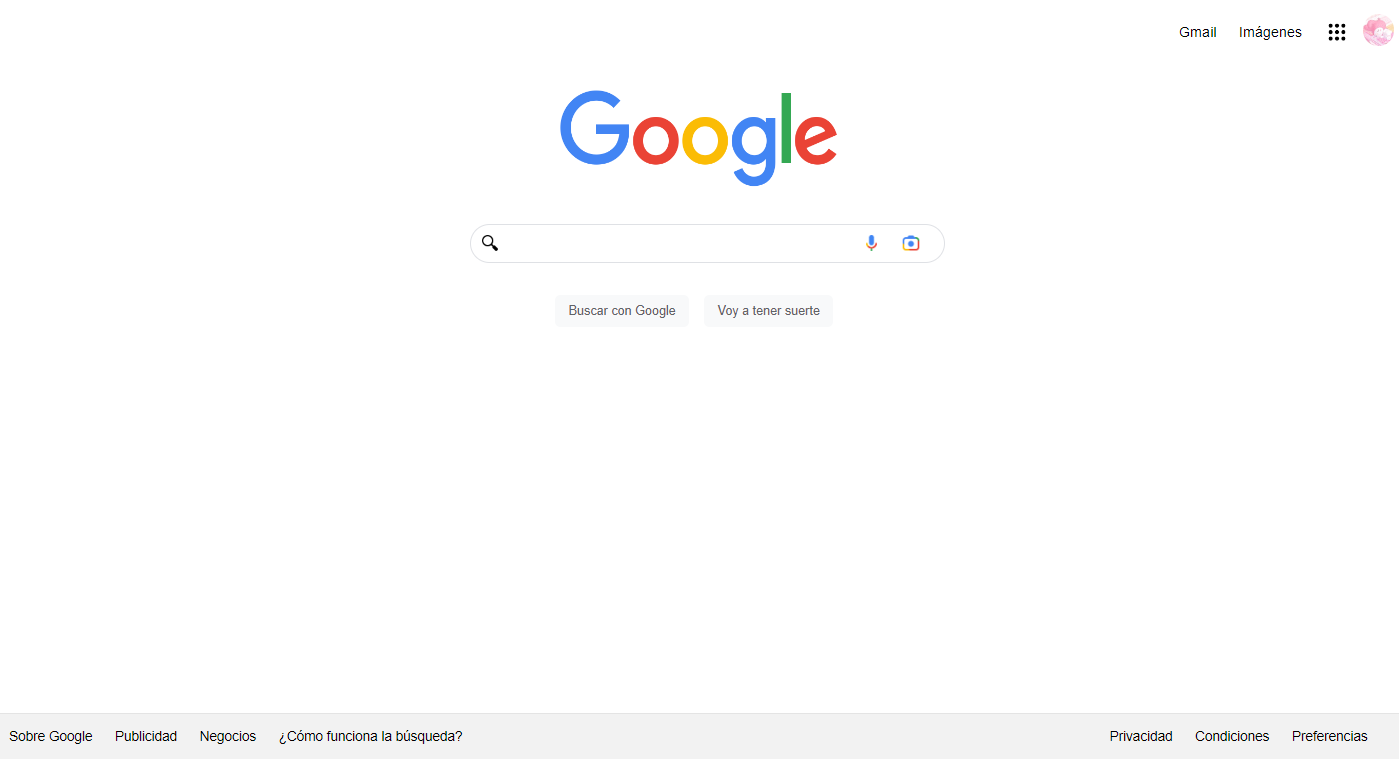 Gmail Imágenes
Google
Buscar con Google Voy a tener suerte
Sobre Google Publicidad Negocios ¿Cómo funciona la búsqueda? Privacidad Condiciones Preferencias